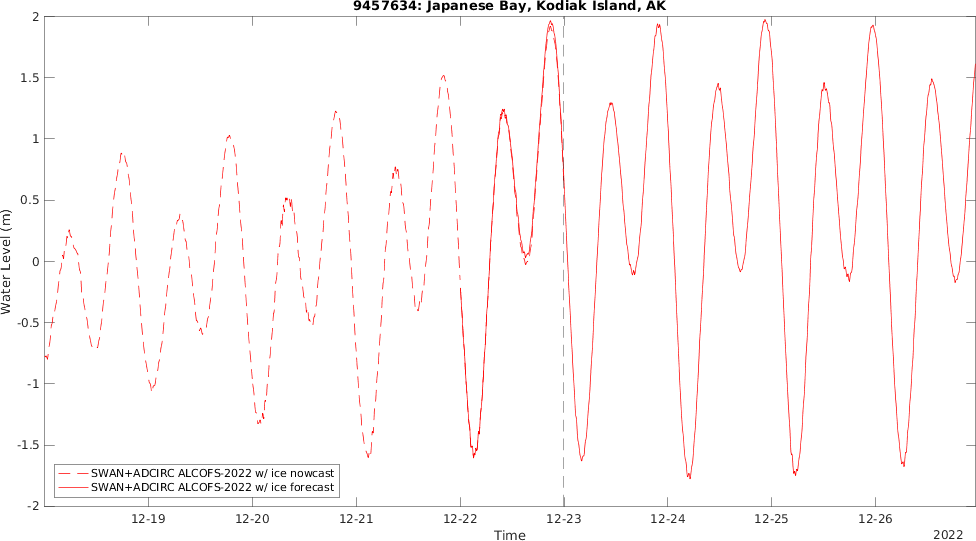 9457634: Japanese Bay, Kodiak Island, AK
2
1.5
1
0.5
0
-0.5
-1
-1.5
-2
Water Level (m)
SWAN+ADCIRC ALCOFS-2022 w/ ice nowcast
SWAN+ADCIRC ALCOFS-2022 w/ ice forecast
12-19 12-20 12-21 12-22 12-23 12-24 12-25 12-26
Time
2022